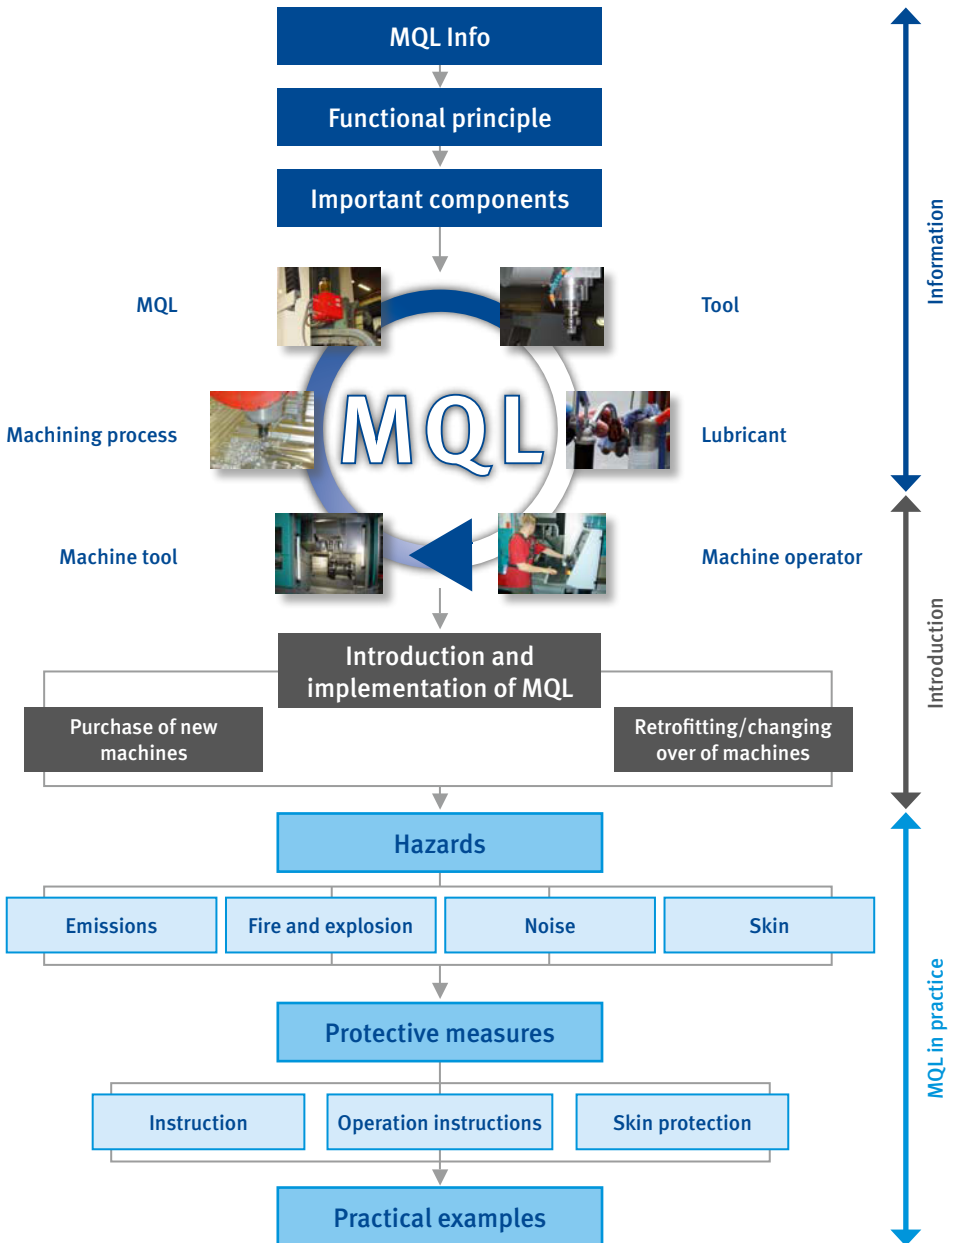 MQL Info
Functional principle
Important components
MQL
Tool
Machining process
MQL
Lubricant
Machine tool
Machine operator
Information
Introduction and
implementation of MQL
Purchase of new
machines
Retrofitting/changing
over of machines
Introduction
Hazards
Emissions
Fire and explosion
Noise
Skin
Protective measures
Instruction
Operation instructions
Skin protection
Practical examples
MQL in practice